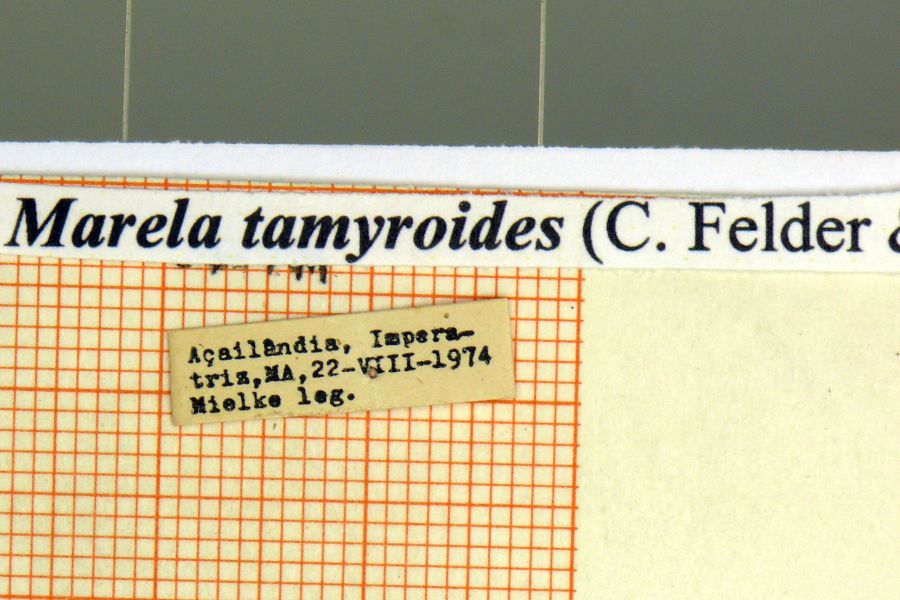 Marela tamyroides (C. Felder &
Açailândia, Impera-
triz,MA,22-VIII-1974
Mielke leg.